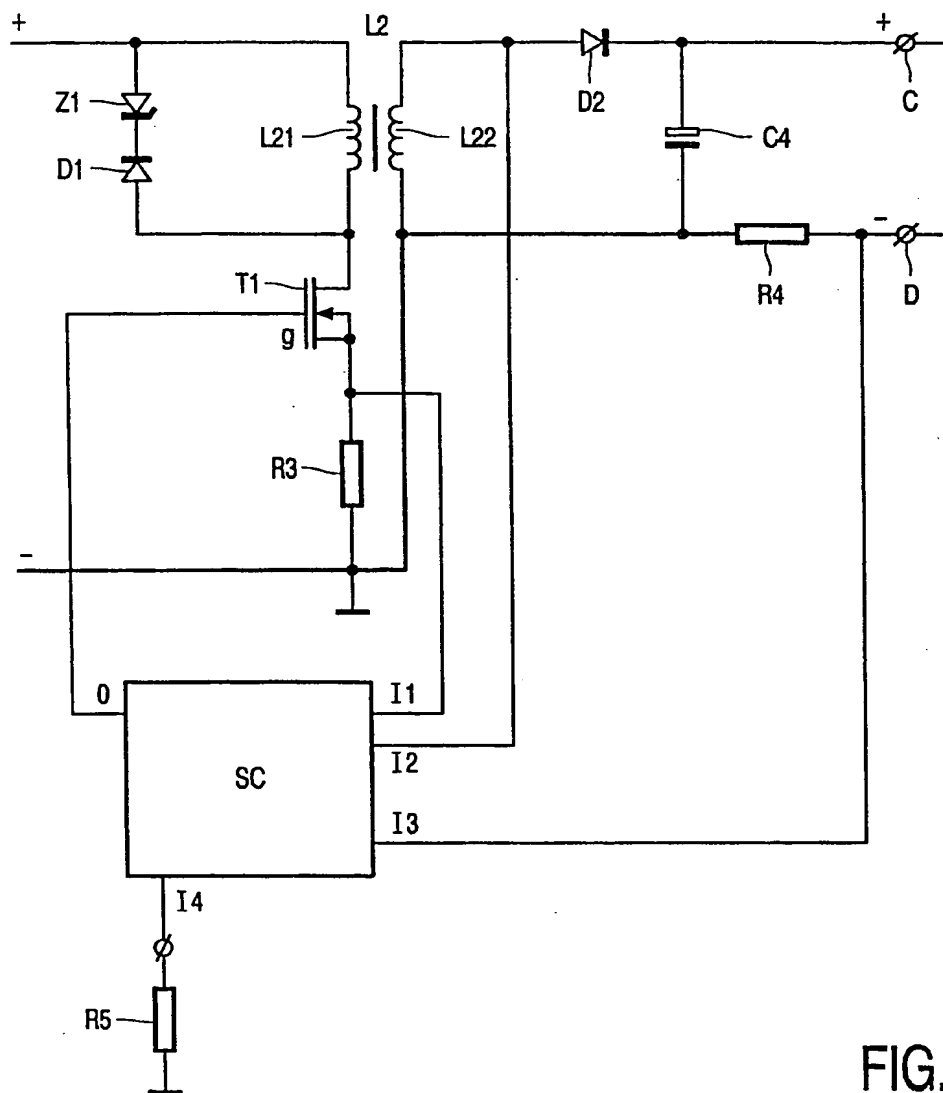 +
L2
+
Z1
D2
C
L21
L22
C4
D1
-
T1
R4
D
g
R3
-
0
I1
I2
SC
I3
I4
R5
FIG.